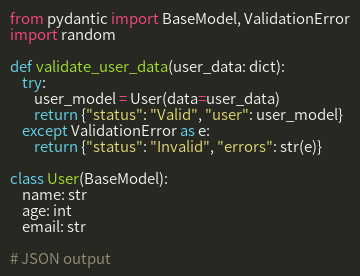 from pydantic import BaseModel, ValidationError
import random

def validate_user_data(user_data: dict):
    try:
        user_model = User(data=user_data)
        return {"status": "Valid", "user": user_model}
    except ValidationError as e:
        return {"status": "Invalid", "errors": str(e)}

class User(BaseModel):
    name: str
    age: int
    email: str

# JSON output